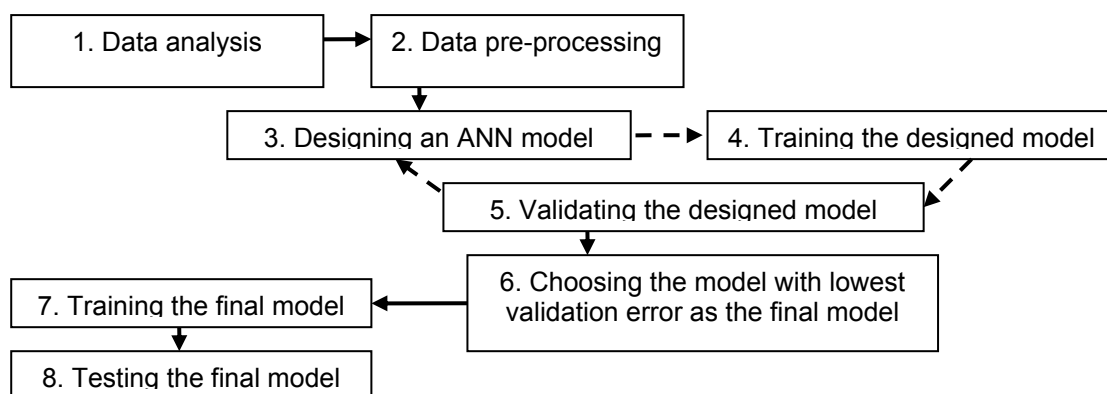 1. Data analysis
2. Data pre-processing
3. Designing an ANN model
4. Training the designed model
5. Validating the designed model
6. Choosing the model with lowest
validation error as the final model
7. Training the final model
8. Testing the final model